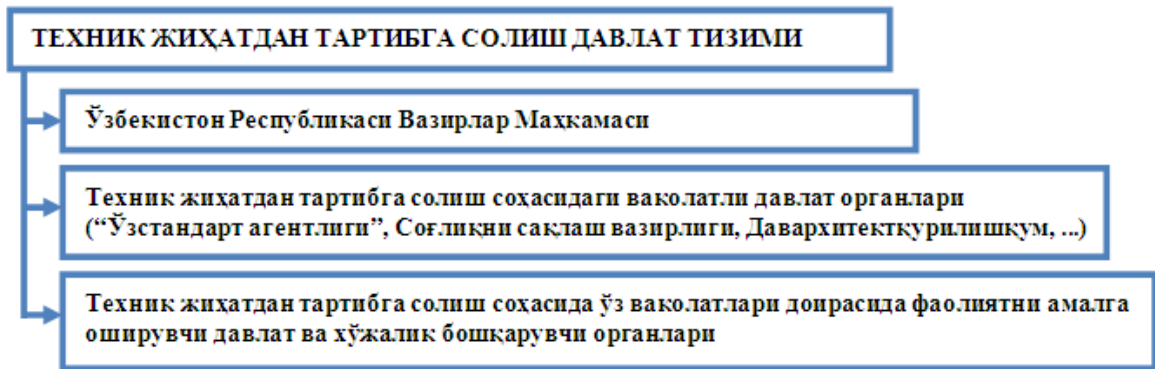 ТЕХНИК ЖИҲАТДАН ТАРТИБГА СОЛИШ ДАВЛАТ ТИЗИМИ
Ўзбекистон Республикаси Вазирлар Маҳкамаси
Техник жиҳатдан тартибга солиш соҳасидаги ваколатли давлат органлари
(“Ўзстандарт агентлиги”, Соғлиқни сақлаш вазирлиги, Давархитектқурилишқум, ...)
Техник жиҳатдан тартибга солиш соҳасида ўз ваколатлари доирасида фаолиятни амалга
оширувчи давлат ва хўжалик бошқарувчи органлари